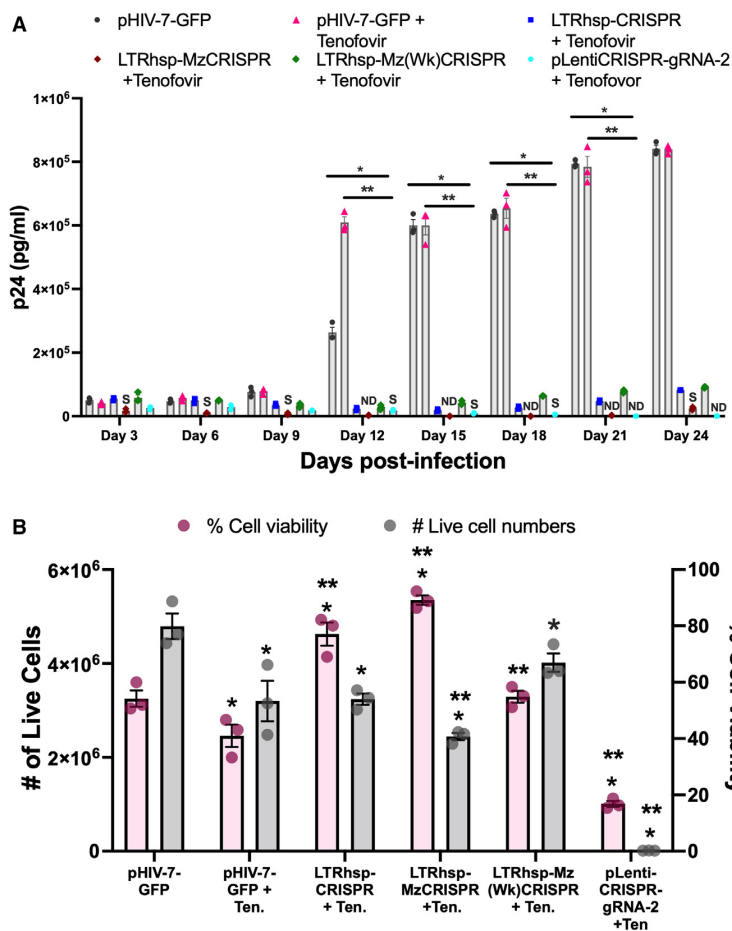 A
pHIV-7-GFP
pHIV-7-GFP +
Tenofovir
LTRhsp-CRISPR
+ Tenofovir
LTRhsp-MzCRISPR
+Tenofovir
LTRhsp-Mz(Wk)CRISPR
+ Tenofovir
pLentiCRISPR-gRNA-2
+ Tenofovor
1×10⁶
8×10⁵
6×10⁵
4×10⁵
2×10⁵
0
p24 (pg/ml)
* ** * ** * ** * **
S S S ND S ND S ND S ND ND S ND
Day 3 Day 6 Day 9 Day 12 Day 15 Day 18 Day 21 Day 24
Days post-infection
B
% Cell viability
# Live cell numbers
6×10⁶
4×10⁶
2×10⁶
0
# of Live Cells
* * ** * * ** * ** * ** * ** * ** *
100
80
60
40
20
0
pHIV-7-
GFP
pHIV-7-
GFP +
Ten.
LTRhsp-
CRISPR
+ Ten.
LTRhsp-
MzCRISPR
+Ten.
LTRhsp-Mz
(Wk)CRISPR
+ Ten.
pLenti-
CRISPR-
gRNA-2
+Ten